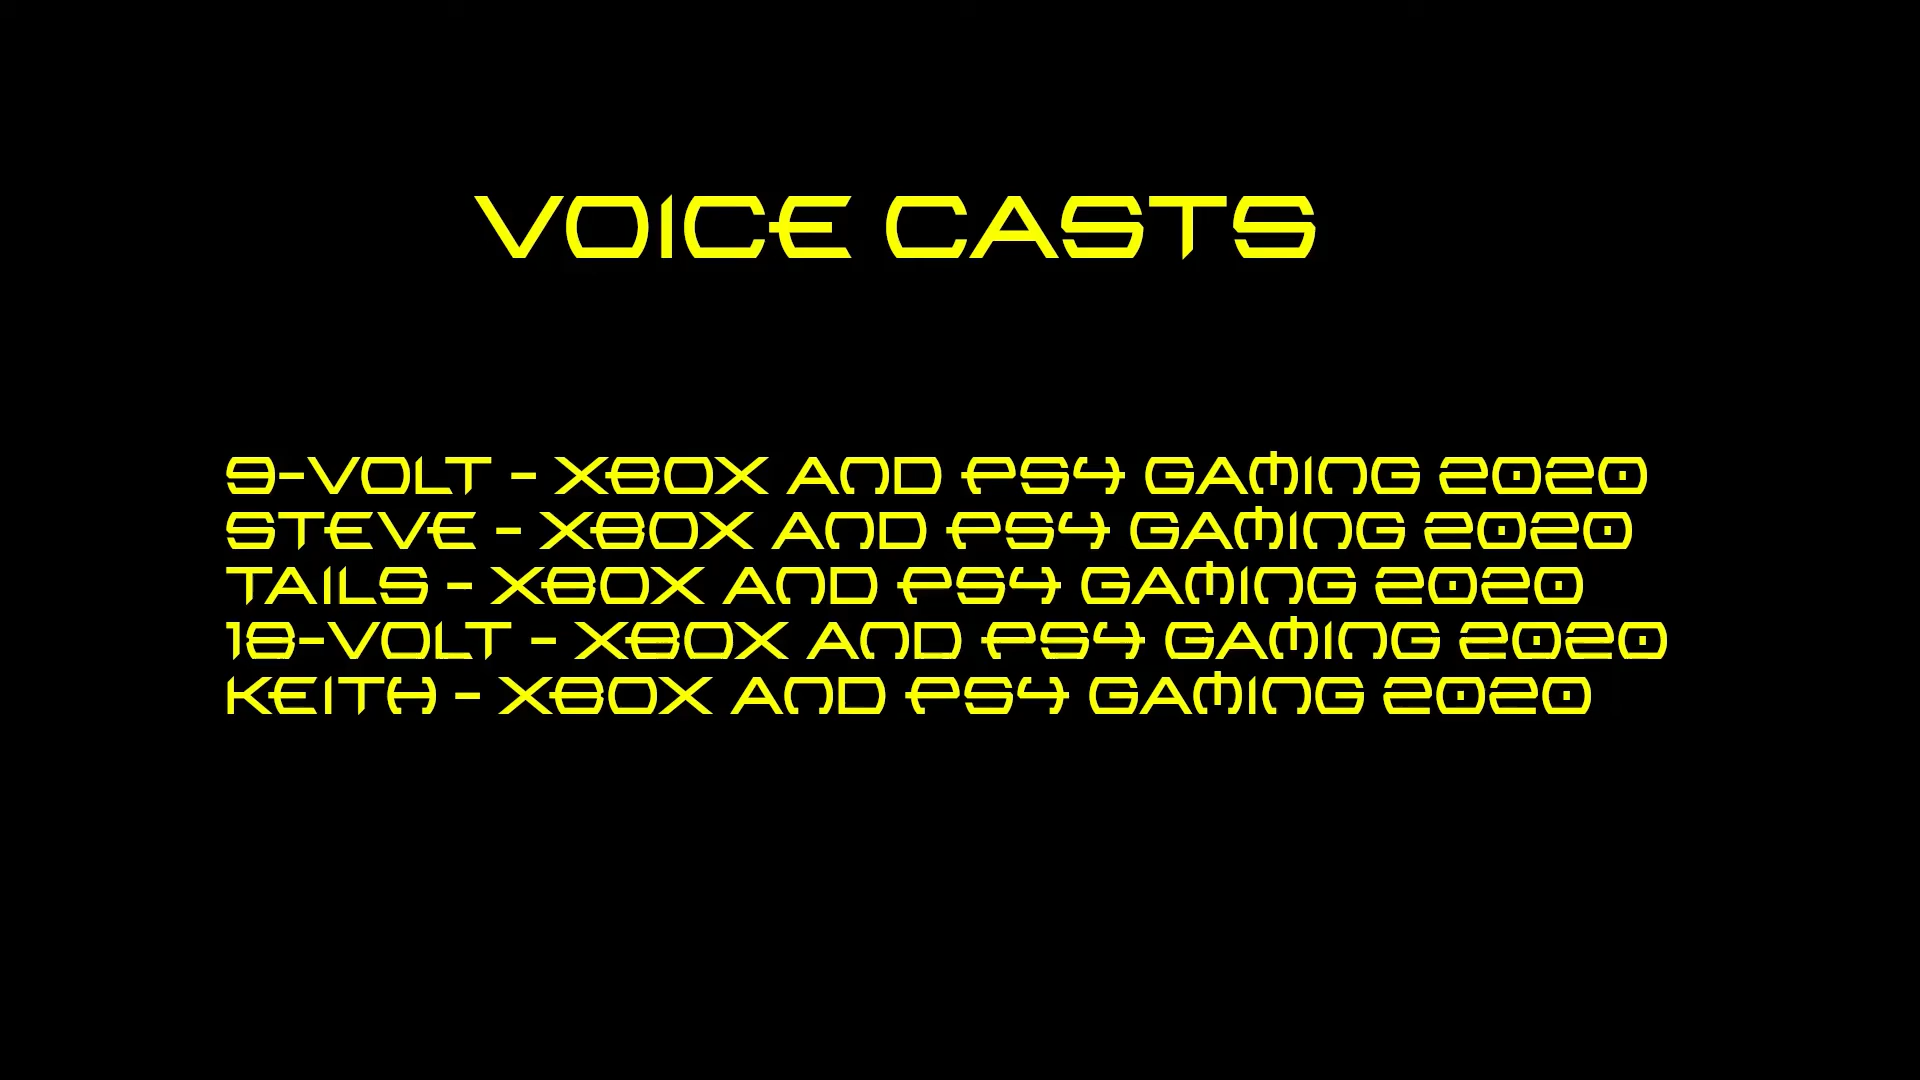 VOICE CASTS
9-VOLT - XBOX AND PS4 GAMING 2020
STEVE - XBOX AND PS4 GAMING 2020
TAILS - XBOX AND PS4 GAMING 2020
18-VOLT - XBOX AND PS4 GAMING 2020
KEITH - XBOX AND PS4 GAMING 2020